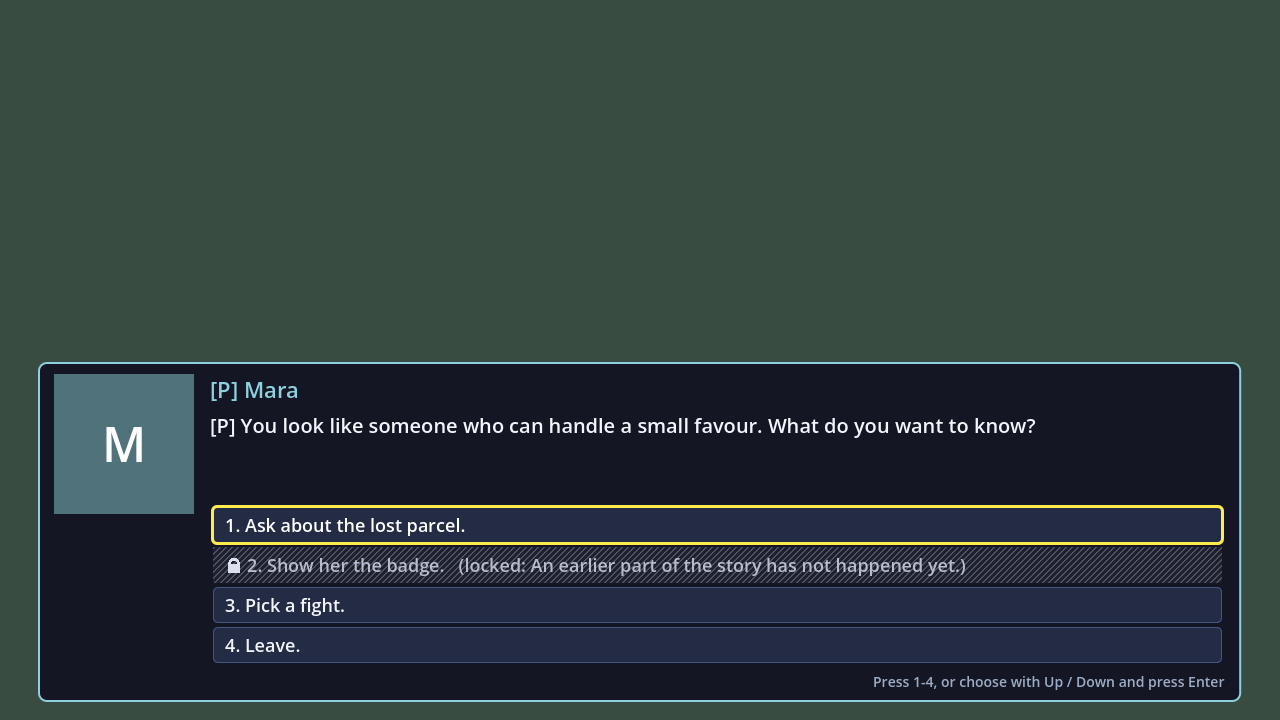 M
[P] Mara
[P] You look like someone who can handle a small favour. What do you want to know?
1. Ask about the lost parcel.
2. Show her the badge. (locked: An earlier part of the story has not happened yet.)
3. Pick a fight.
4. Leave.
Press 1-4, or choose with Up / Down and press Enter